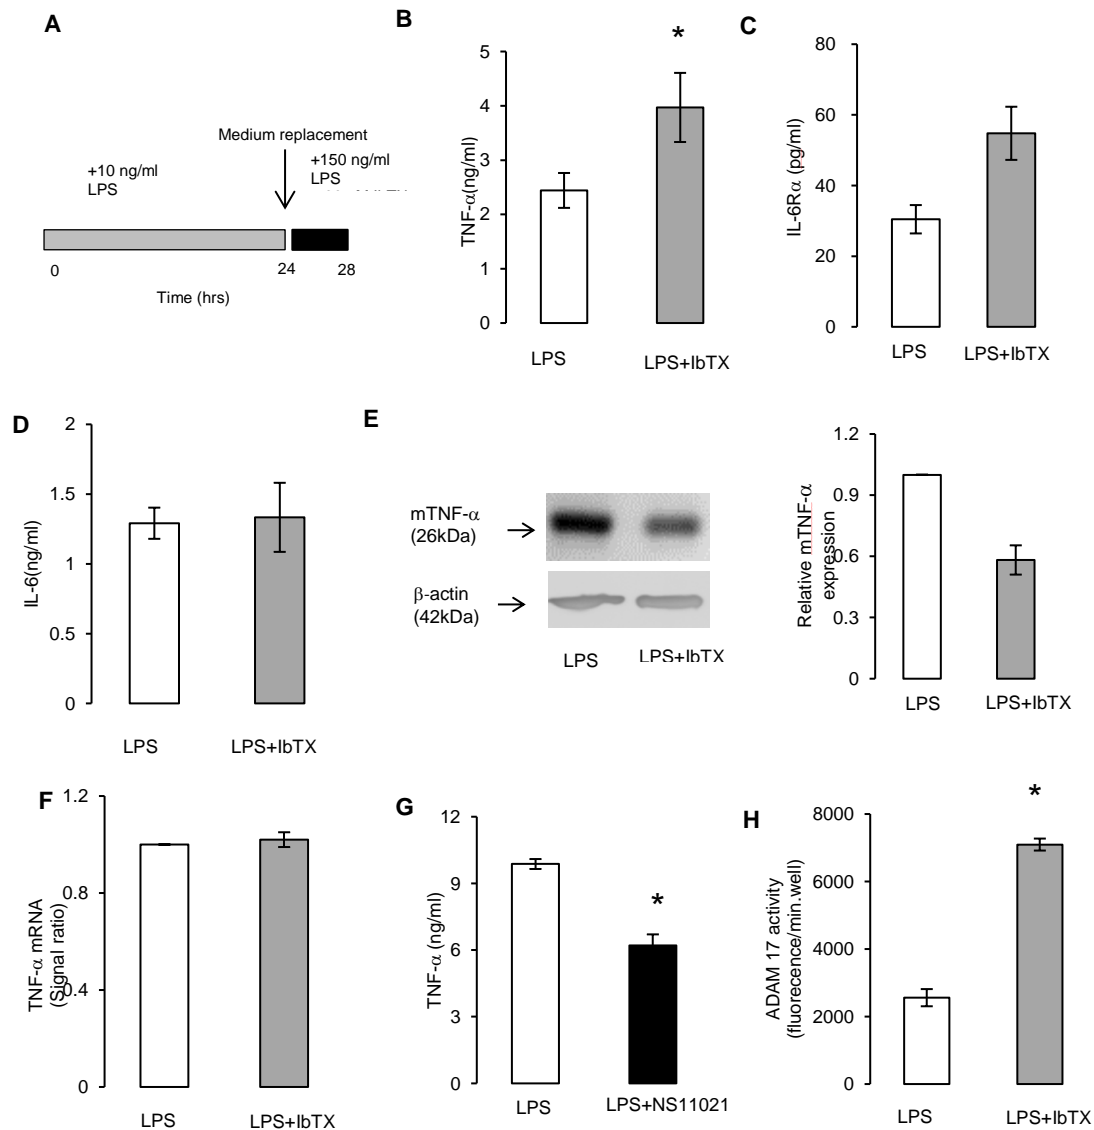 A
Medium replacement
+10 ng/ml
LPS
+150 ng/ml
LPS
0
24
28
Time (hrs)
B
*
5
4
3
2
1
0
TNF-α(ng/ml)
LPS
LPS+IbTX
C
80
60
40
20
0
IL-6Rα (pg/ml)
LPS
LPS+IbTX
D
2
1.5
1
0.5
0
IL-6(ng/ml)
LPS
LPS+IbTX
E
mTNF-α
(26kDa)
β-actin
(42kDa)
LPS
LPS+IbTX
1.2
0.9
0.6
0.3
0
Relative mTNF-α
expression
LPS
LPS+IbTX
F
1.2
0.8
0.4
0
TNF-α mRNA
(Signal ratio)
LPS
LPS+IbTX
G
12
9
6
3
0
*
TNF-α (ng/ml)
LPS
LPS+NS11021
H
*
8000
6000
4000
2000
0
ADAM 17 activity
(fluorecence/min.well)
LPS
LPS+IbTX